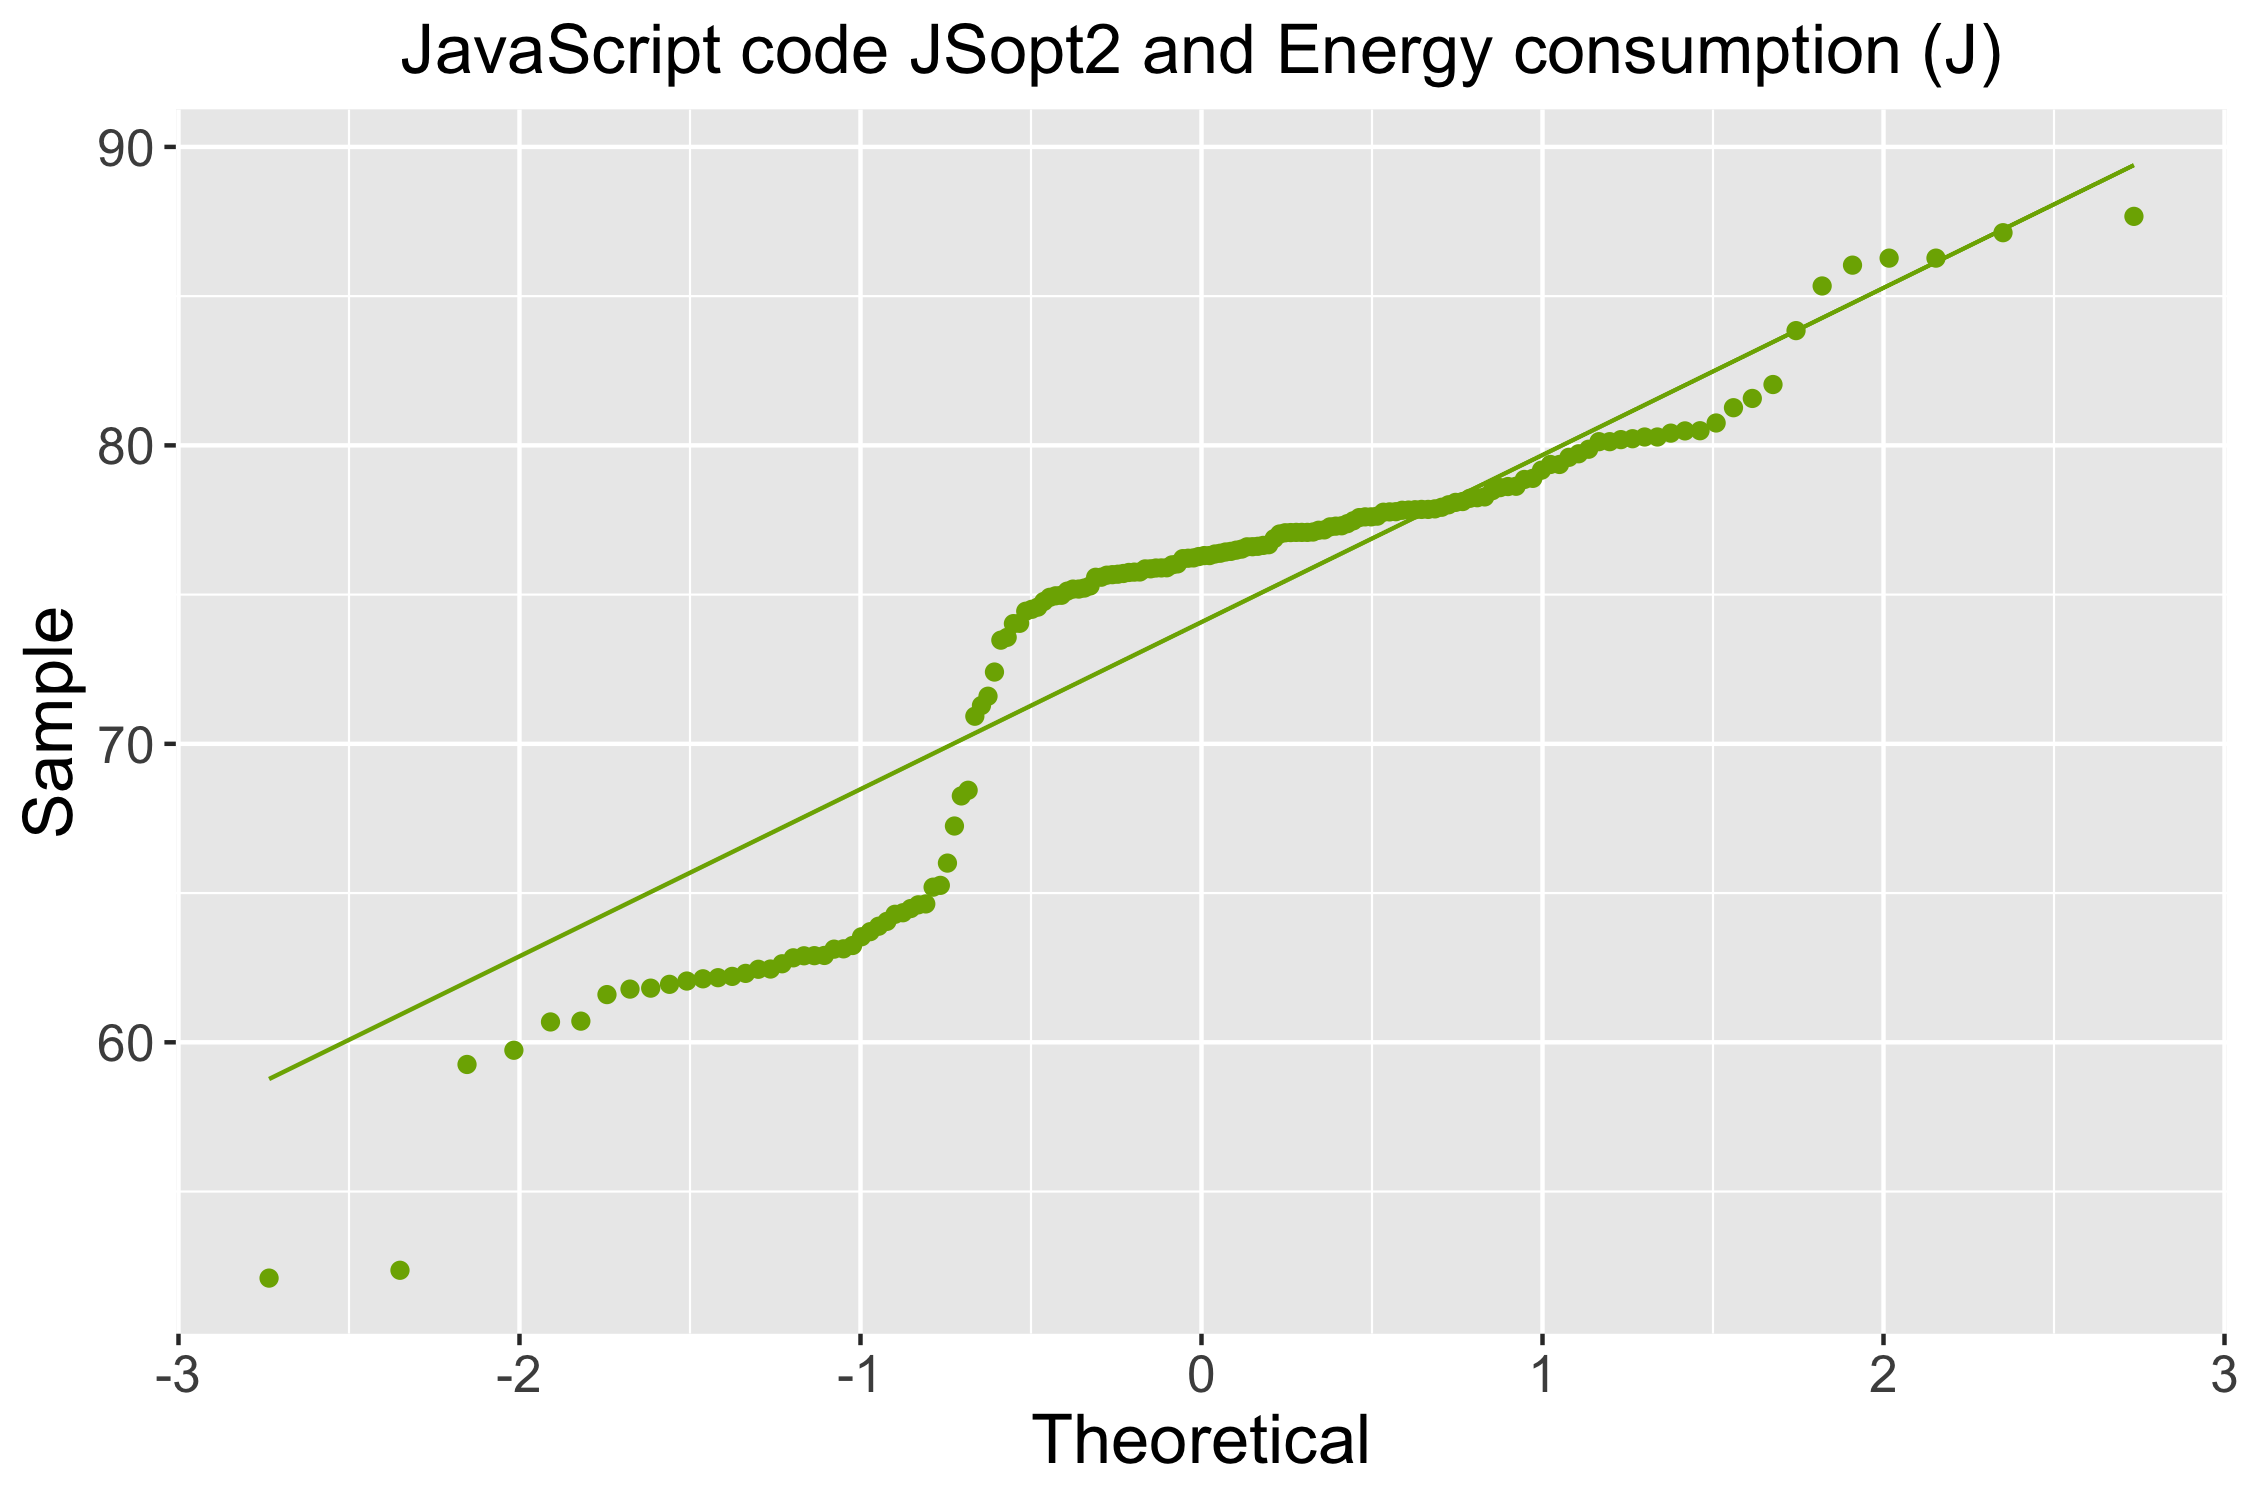 JavaScript code JSopt2 and Energy consumption (J)
90
80
70
60
Sample
-3 -2 -1 0 1 2 3
Theoretical